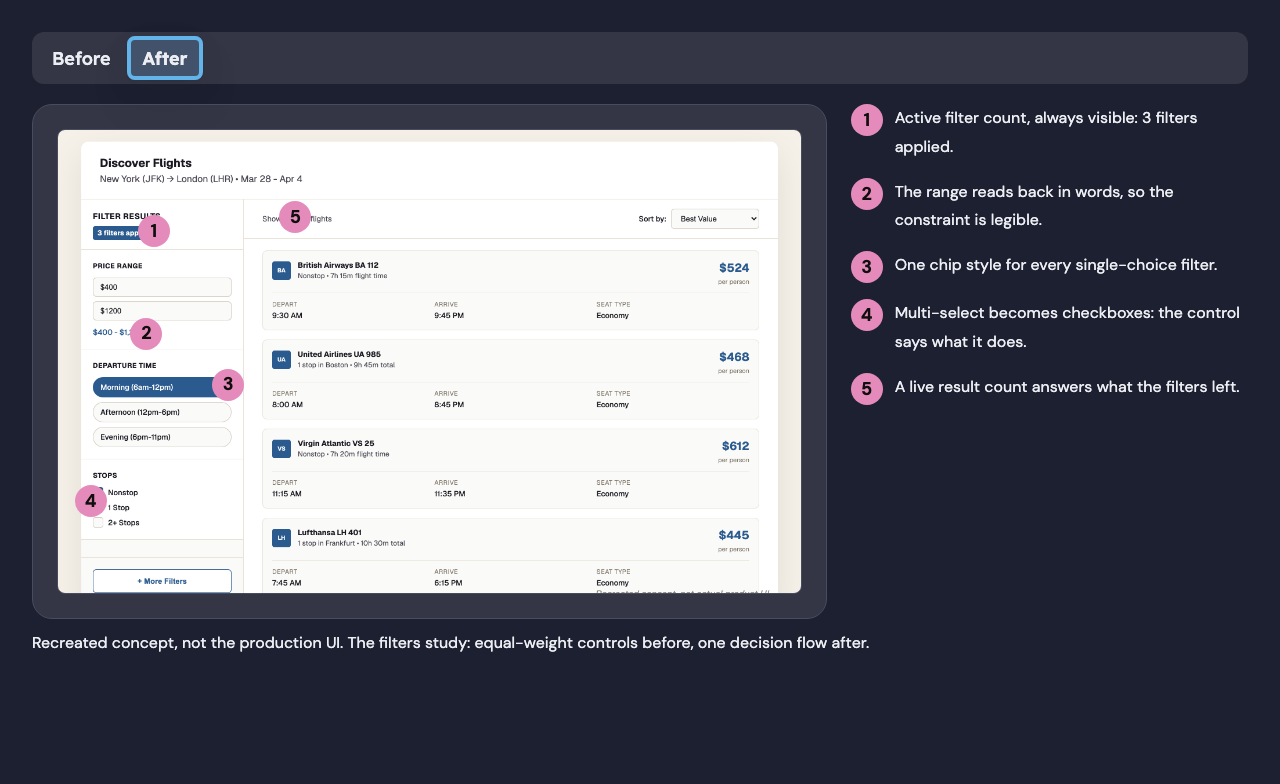 Before
After
Discover Flights
New York (JFK) → London (LHR) • Mar 28 - Apr 4
FILTER RESULTS
3 filters
1
PRICE RANGE
$400
$1200
$400 -
2
DEPARTURE TIME
Morning (6am-12pm)
3
Afternoon (12pm-6pm)
Evening (6pm-11pm)
STOPS
Nonstop
4
1 Stop
2+ Stops
+ More Filters
5
flights
Sort by:
Best Value
BA
British Airways BA 112
Nonstop • 7h 15m flight time
$524
per person
DEPART
ARRIVE
SEAT TYPE
9:30 AM
9:45 PM
Economy
UA
United Airlines UA 985
1 stop in Boston • 9h 45m total
$468
per person
DEPART
ARRIVE
SEAT TYPE
8:00 AM
8:45 PM
Economy
VS
Virgin Atlantic VS 25
Nonstop • 7h 20m flight time
$612
per person
DEPART
ARRIVE
SEAT TYPE
11:15 AM
11:35 PM
Economy
LH
Lufthansa LH 401
1 stop in Frankfurt • 10h 30m total
$445
per person
DEPART
ARRIVE
SEAT TYPE
7:45 AM
6:15 PM
Economy
1
Active filter count, always visible: 3 filters
applied.
2
The range reads back in words, so the
constraint is legible.
3
One chip style for every single-choice filter.
4
Multi-select becomes checkboxes: the control
says what it does.
5
A live result count answers what the filters left.
Recreated concept, not the production UI. The filters study: equal-weight controls before, one decision flow after.